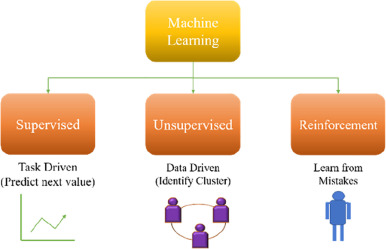 Machine
Learning
Supervised
Unsupervised
Reinforcement
Task Driven
(Predict next value)
Data Driven
(Identify Cluster)
Learn from
Mistakes